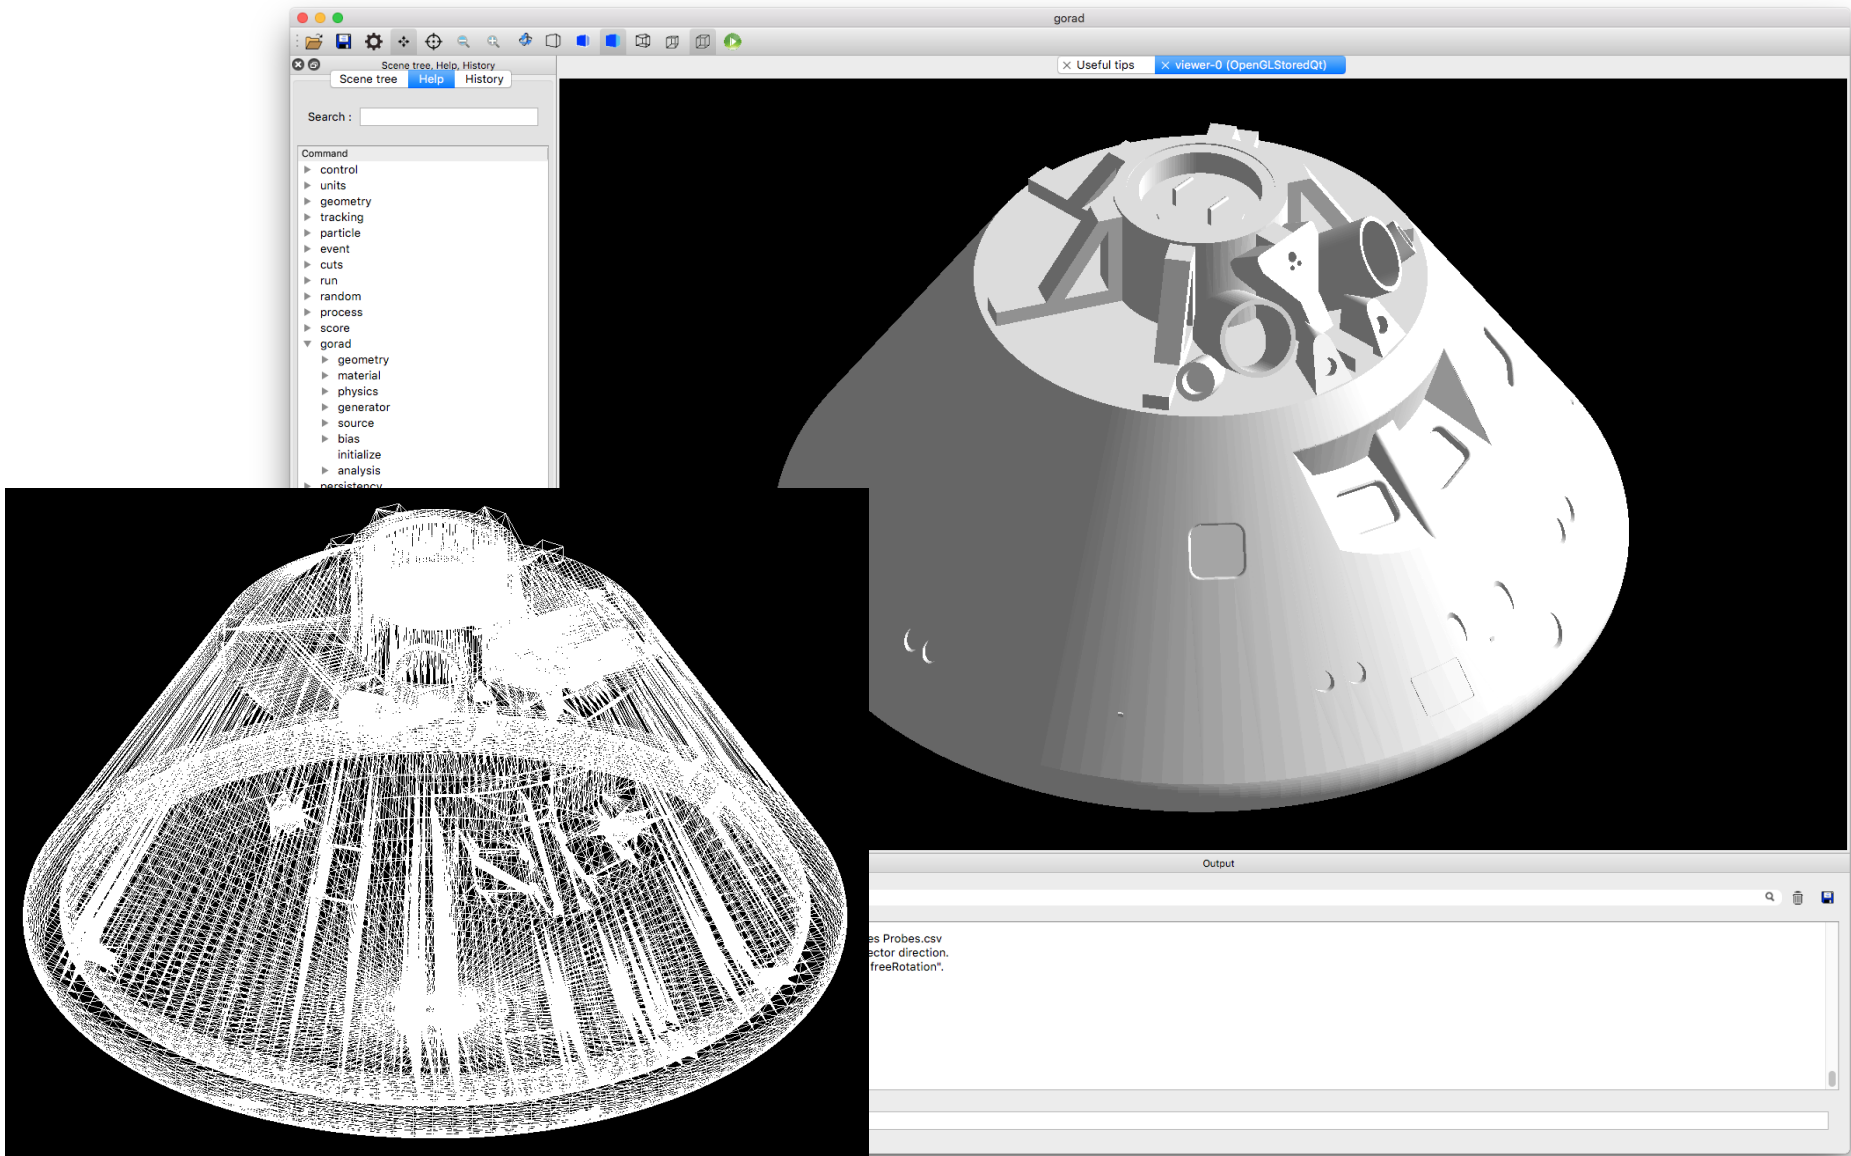 gorad
Scene tree, Help, History
Scene tree Help History
Useful tips viewer-0 (OpenGLStoredQt)
Search :
Command
control
units
geometry
tracking
particle
event
cuts
run
random
process
score
gorad
geometry
material
physics
generator
source
bias
initialize
analysis
persistency
Output
es Probes.csv
ector direction.
freeRotation".